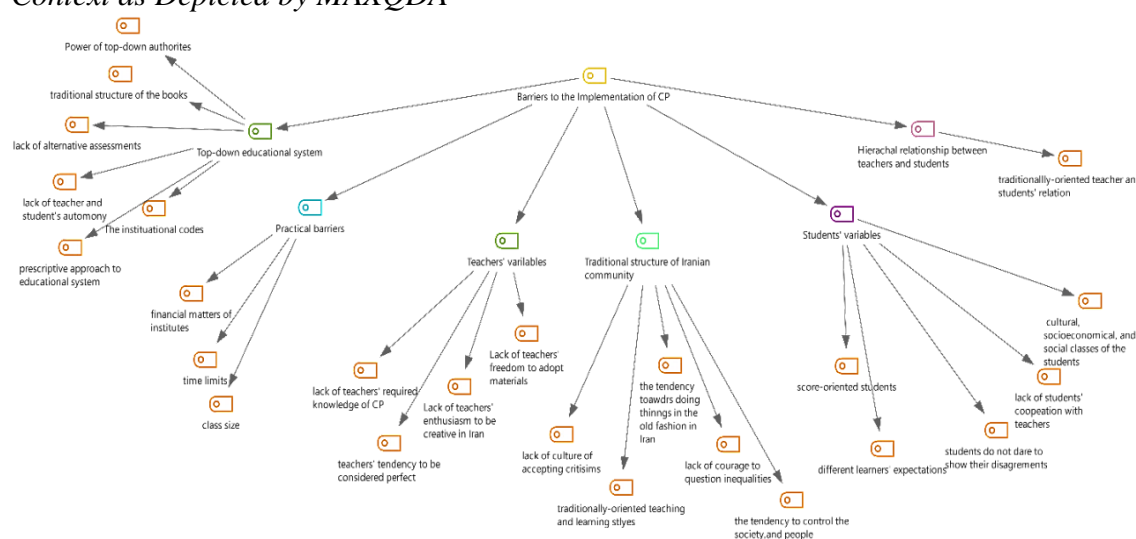 Context as Depicted by MAXQDA
Power of top-down authorites
traditional structure of the books
lack of alternative assessments
Top-down educational system
lack of teacher and
student's automomy
The instituational codes
prescriptive approach to
educational system
Barriers to the Implementation of CP
Hierachal relationship between
teachers and students
traditionallly-oriented teacher an
students' relation
Practical barriers
financial matters of
institutes
time limits
class size
Teachers' varilables
lack of teachers' required
knowledge of CP
teachers' tendency to be
considered perfect
Lack of teachers'
enthusiasm to be
creative in Iran
Lack of teachers'
freedom to adopt
materials
Traditional structure of Iranian
community
lack of culture of
accepting critisims
traditionally-oriented teaching
and learning stlyes
the tendency
toawdrs doing
thinngs in the
old fashion in
Iran
lack of courage to
question inequalities
the tendency to control the
society,and people
Students' variables
score-oriented students
different learners' expectations
students do not dare to
show their disagrements
lack of students'
coopeation with
teachers
cultural,
socioeconomical, and
social classes of the
students